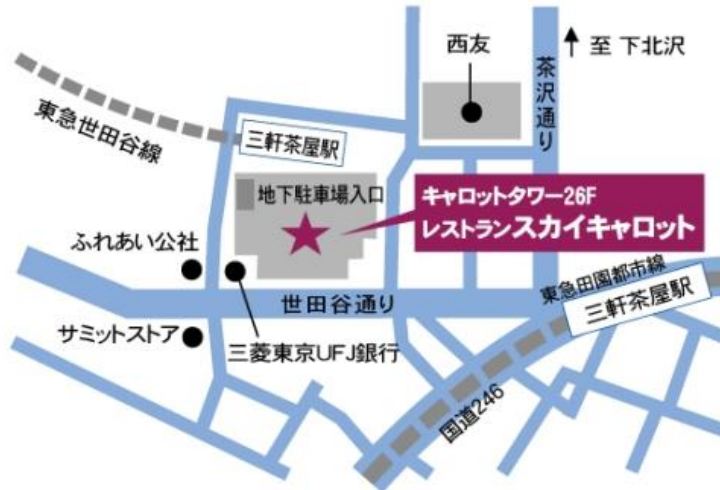 西友
至 下北沢
茶沢通り
東急世田谷線
三軒茶屋駅
地下駐車場入口
キャロットタワー26F
レストランスカイキャロット
ふれあい公社
東急田園都市線
三軒茶屋駅
世田谷通り
サミットストア
三菱東京UFJ銀行
国道246